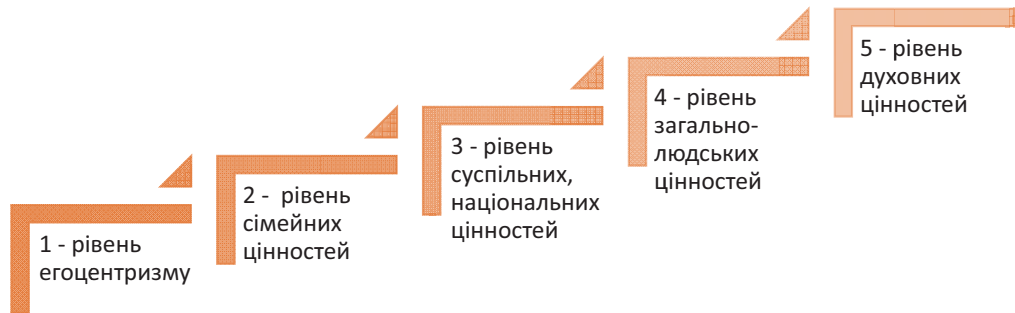 1 - рівень
егоцентризму
2 -  рівень
сімейних
цінностей
3 - рівень
суспільних,
національних
цінностей
4 - рівень
загально-
людських
цінностей
5 - рівень
духовних
цінностей